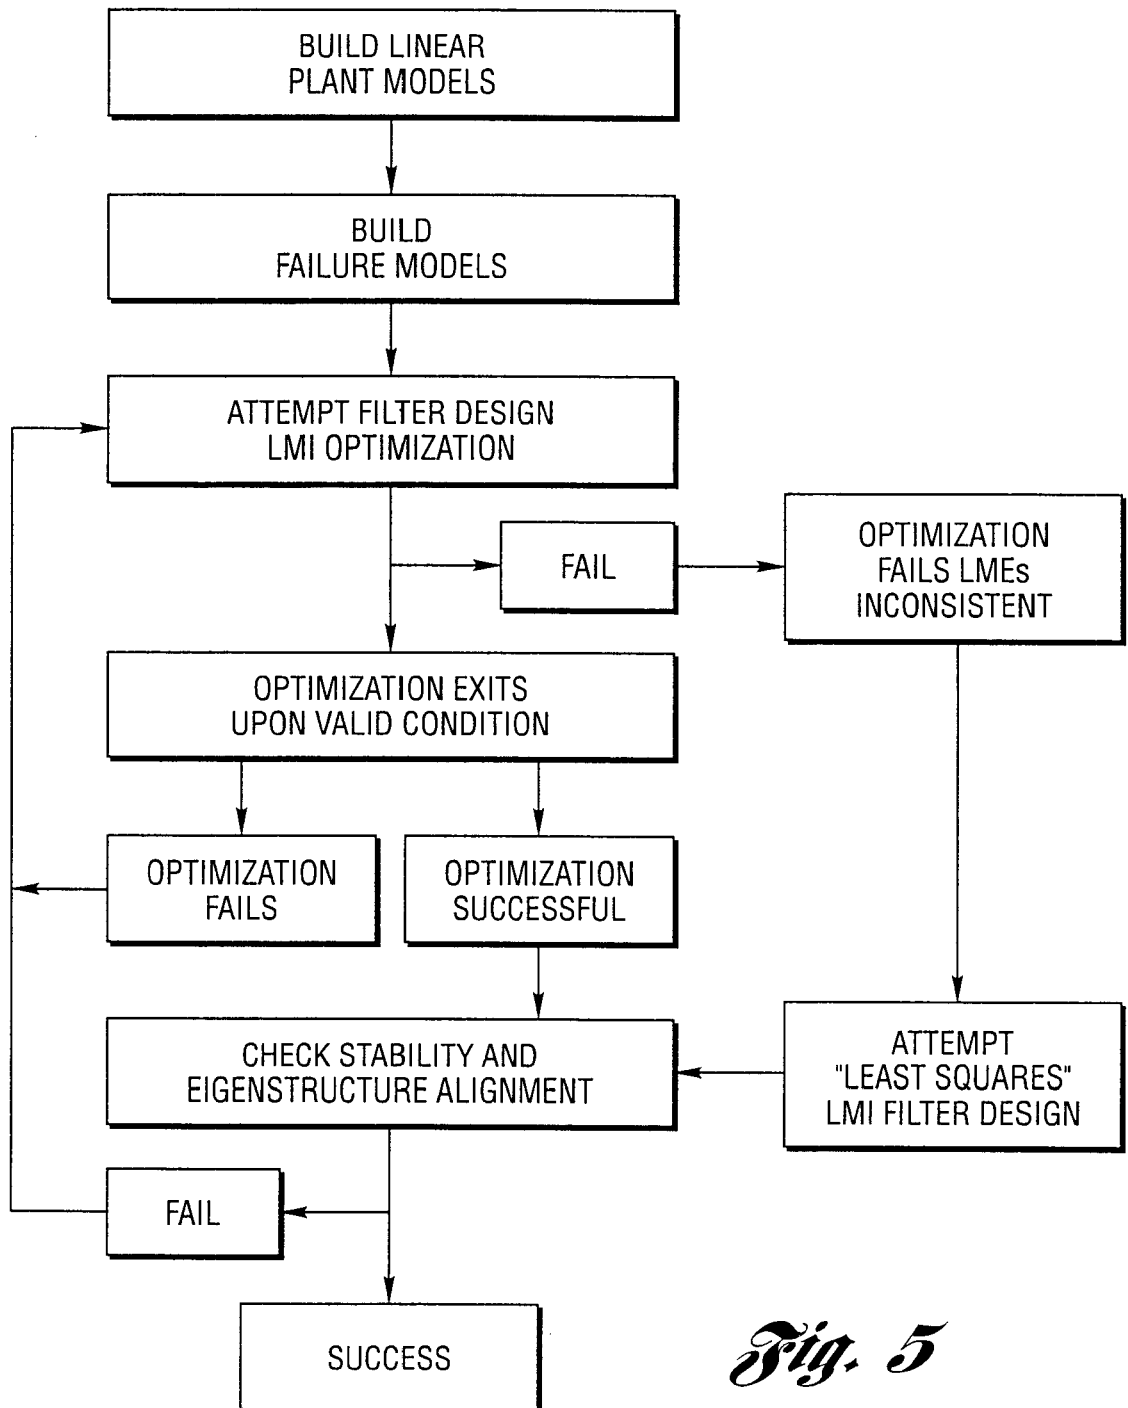 BUILD LINEAR
PLANT MODELS
BUILD
FAILURE MODELS
ATTEMPT FILTER DESIGN
LMI OPTIMIZATION
FAIL
OPTIMIZATION
FAILS LMEs
INCONSISTENT
OPTIMIZATION EXITS
UPON VALID CONDITION
OPTIMIZATION
FAILS
OPTIMIZATION
SUCCESSFUL
CHECK STABILITY AND
EIGENSTRUCTURE ALIGNMENT
ATTEMPT
"LEAST SQUARES"
LMI FILTER DESIGN
FAIL
SUCCESS
Fig. 5